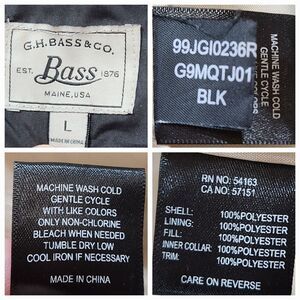 G.H. BASS & CO.
EST. Bass 1876
MAINE, USA
L
MADE IN CHINA
99JGI0236R
G9MQTJ01
BLK
MACHINE WASH COLD
GENTLE CYCLE
MACHINE WASH COLD
GENTLE CYCLE
WITH LIKE COLORS
ONLY NON-CHLORINE
BLEACH WHEN NEEDED
TUMBLE DRY LOW
COOL IRON IF NECESSARY
MADE IN CHINA
RN NO: 54163
CA NO: 57151
SHELL: 100%POLYESTER
LINING: 100%POLYESTER
FILL: 100%POLYESTER
INNER COLLAR: 100%POLYESTER
TRIM: 100%POLYESTER
CARE ON REVERSE